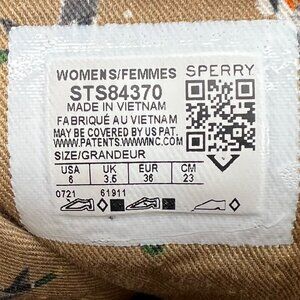 WOMENS/FEMMES SPERRY
STS84370
MADE IN VIETNAM
FABRIQUÉ AU VIETNAM
MAY BE COVERED BY US PAT.
WWW.PATENTS.WWWINC.COM
SIZE/GRANDEUR
USA UK EUR CM
6 3.5 36 23
0721 61911